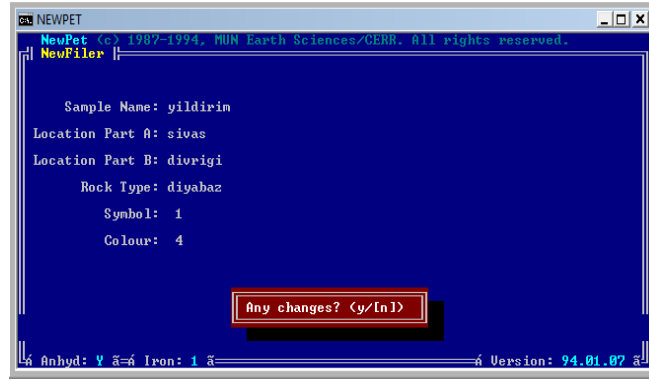 NEWPET
NewPet (c) 1987-1994, MUN Earth Sciences/CERR. All rights reserved.
NewFiler
Sample Name: yildirim
Location Part A: sivas
Location Part B: divrigi
Rock Type: diyabaz
Symbol: 1
Colour: 4
Any changes? (y/[n])
á Anhyd: Y ã=á Iron: 1 ã á Version: 94.01.07 ã